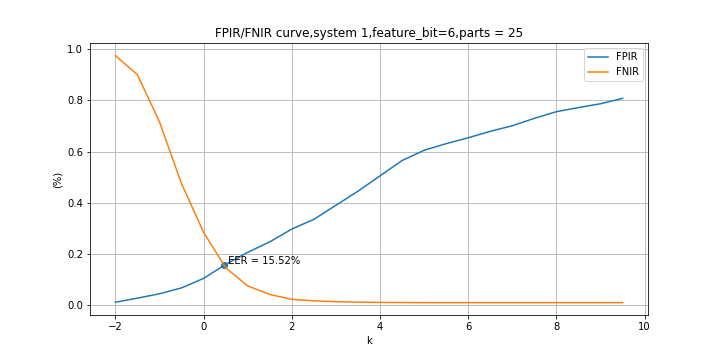 FPIR/FNIR curve,system 1,feature_bit=6,parts = 25
FPIR
FNIR
1.0
0.8
0.6
0.4
0.2
0.0
(%)
EER = 15.52%
−2
0
2
4
6
8
10
k